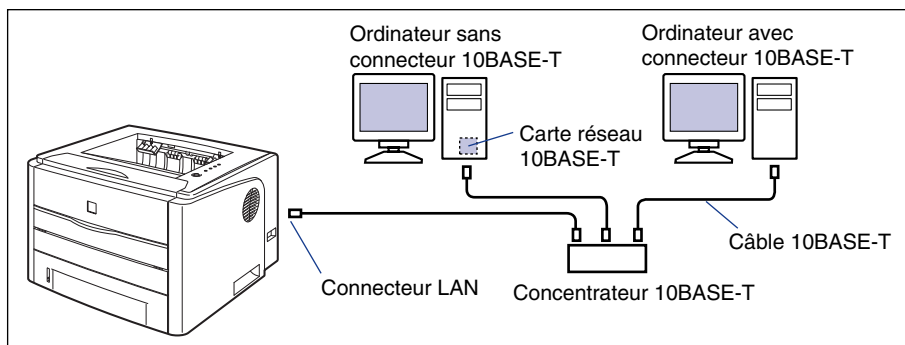 Ordinateur sans
connecteur 10BASE-T
Ordinateur avec
connecteur 10BASE-T
Carte réseau
10BASE-T
Câble 10BASE-T
Connecteur LAN
Concentrateur 10BASE-T